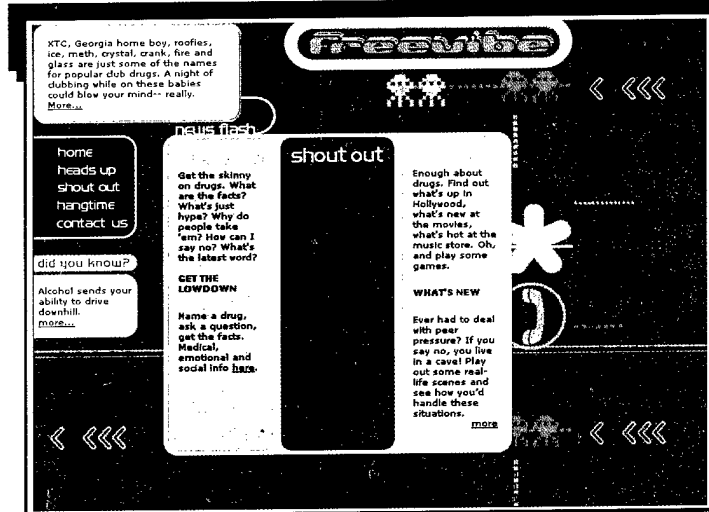 freevibe
XTC, Georgia home boy, roofies,
ice, meth, crystal, crank, fire and
glass are just some of the names
for popular club drugs. A night of
clubbing while on these babies
could blow your mind-- really.
More...
news flash
home
heads up
shout out
hangtime
contact us
did you know?
Alcohol sends your
ability to drive
downhill.
more...
Get the skinny
on drugs. What
are the facts?
What's just
hype? Why do
people take
'em? How can I
say no? What's
the latest word?
GET THE
LOWDOWN
Name a drug,
ask a question,
get the facts.
Medical,
emotional and
social info here.
shout out
Enough about
drugs. Find out
what's up in
Hollywood,
what's new at
the movies,
what's hot at the
music store. Oh,
and play some
games.
WHAT'S NEW
Ever had to deal
with peer
pressure? If you
say no, you live
in a cave! Play
out some real-
life scenes and
see how you'd
handle these
situations.
more